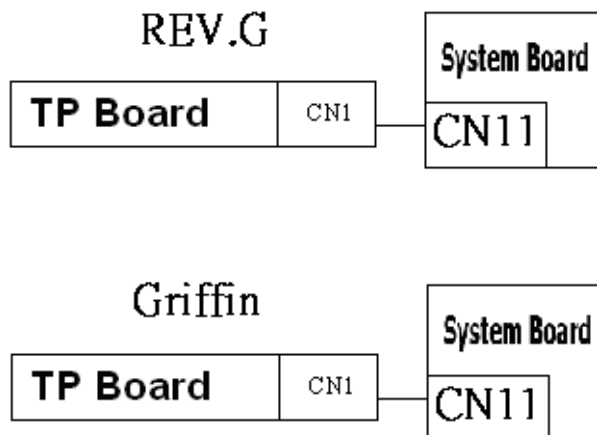 REV.G
System Board
TP Board CN1
CN11
Griffin
System Board
TP Board CN1
CN11